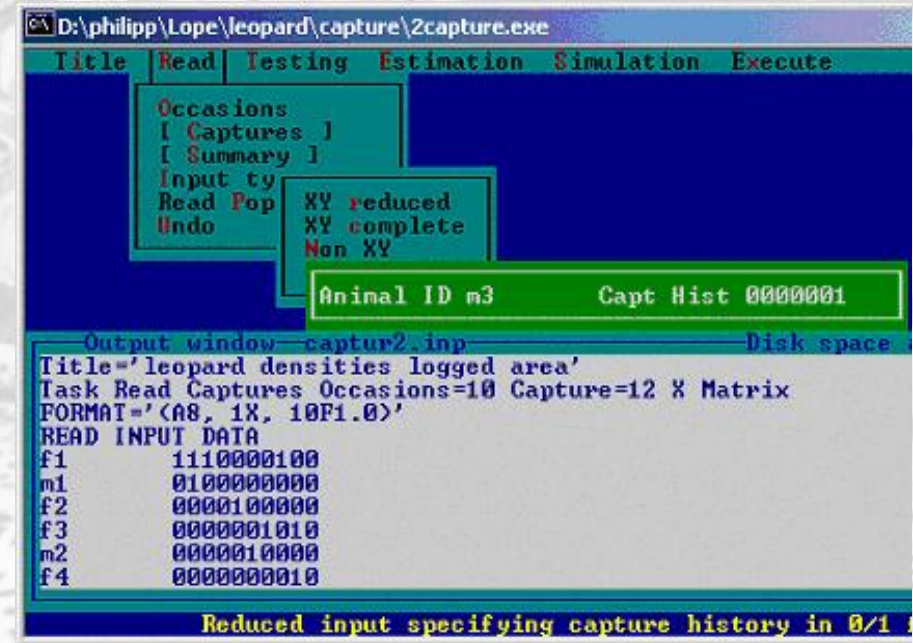 D:\philipp\Lope\leopard\capture\2capture.exe
Title Read Testing Estimation Simulation Execute
Occasions
[ Captures ]
[ Summary ]
Input ty
Read Pop
Undo
XY reduced
XY complete
Non XY
Animal ID m3 Capt Hist 0000001
Output window captur2.inp Disk space a
Title='leopard densities logged area'
Task Read Captures Occasions=10 Capture=12 X Matrix
FORMAT='(A8, 1X, 10F1.0)'
READ INPUT DATA
f1 1110000100
m1 0100000000
f2 0000100000
f3 0000001010
m2 0000010000
f4 0000000010
Reduced input specifying capture history in 0/1